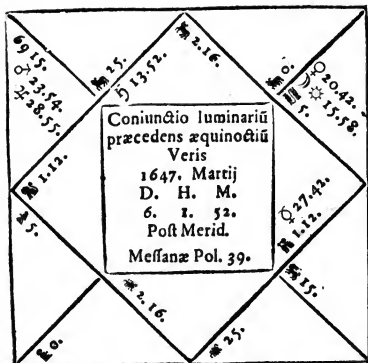 ♋ 15.
♂ 23.54.
♃ 28.55.
25.
♄ 13.52.
2.16.
0.
☽ ♀ 20.42.
☼ 15.58.
5.
Coniunctio luminariũ
præcedens æquinoctiũ
Veris
1647. Martij
D. H. M.
6. 1. 52.
Poſt Merid.
Meſſanæ Pol. 39.
1.12.
☿ 27.42.
1.12.
5.
15.
0.
2.16.
25.